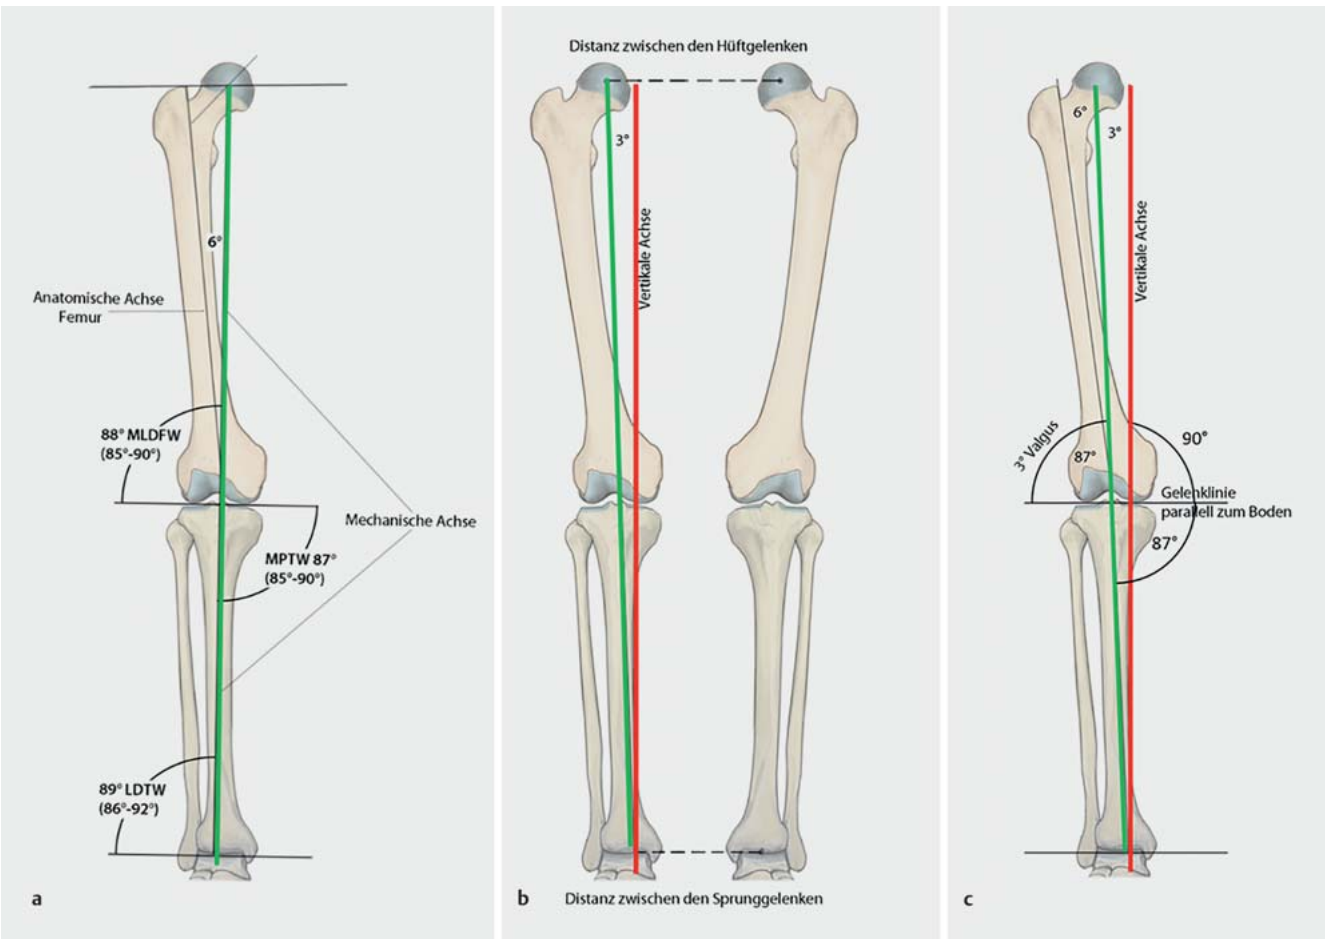 6°
Anatomische Achse
Femur
88° MLDFW
(85°-90°)
Mechanische Achse
MPTW 87°
(85°-90°)
89° LDTW
(86°-92°)
a
Distanz zwischen den Hüftgelenken
3°
Vertikale Achse
b
Distanz zwischen den Sprunggelenken
6°
3°
Vertikale Achse
3° Valgus
87°
90°
Gelenklinie
parallell zum Boden
87°
c